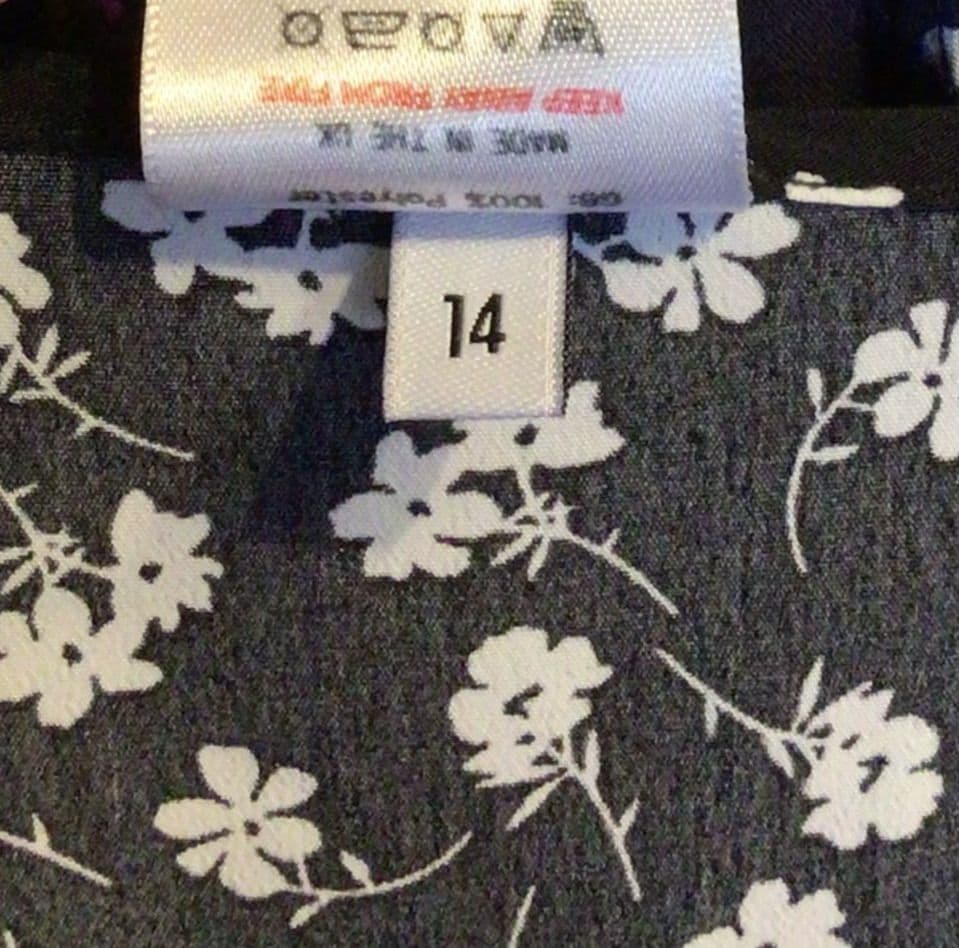 GB: 100% Polyester
MADE IN THE UK
KEEP AWAY FROM FIRE
14